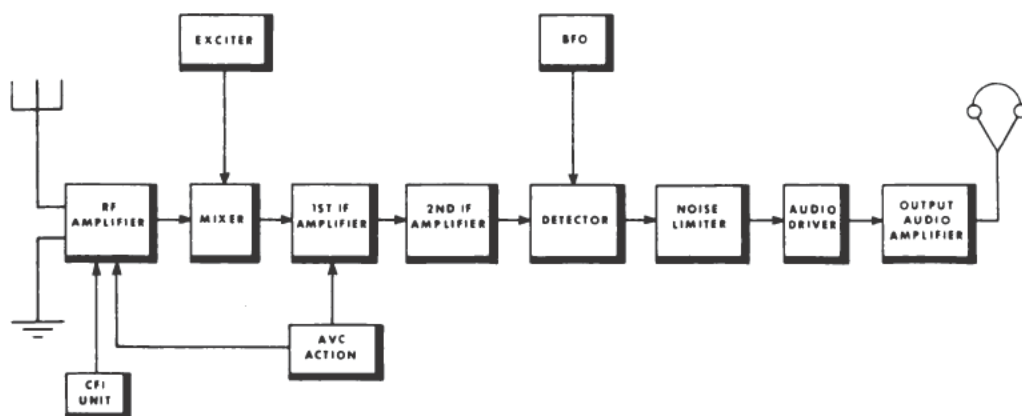 EXCITER
BFO
RF
AMPLIFIER
MIXER
1ST IF
AMPLIFIER
2ND IF
AMPLIFIER
DETECTOR
NOISE
LIMITER
AUDIO
DRIVER
OUTPUT
AUDIO
AMPLIFIER
AVC
ACTION
CFI
UNIT